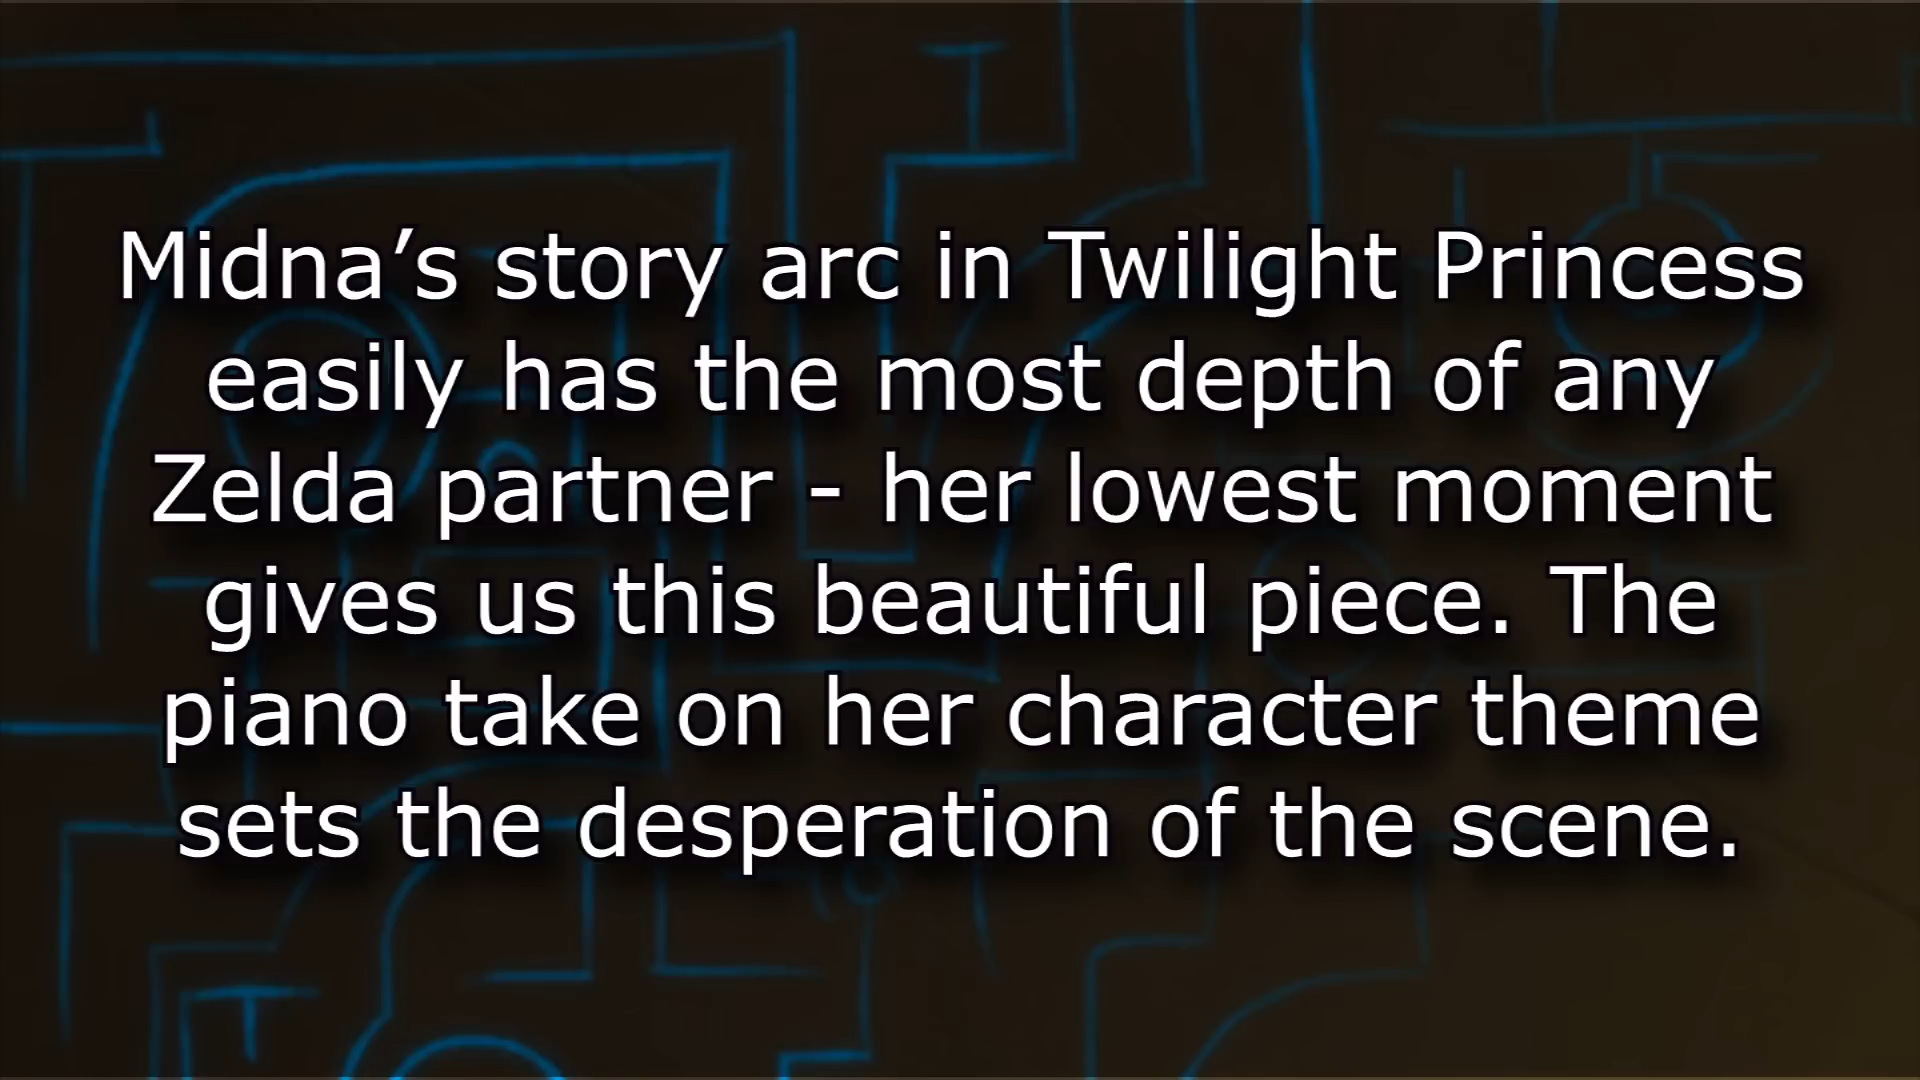 Midna’s story arc in Twilight Princess
easily has the most depth of any
Zelda partner - her lowest moment
gives us this beautiful piece. The
piano take on her character theme
sets the desperation of the scene.